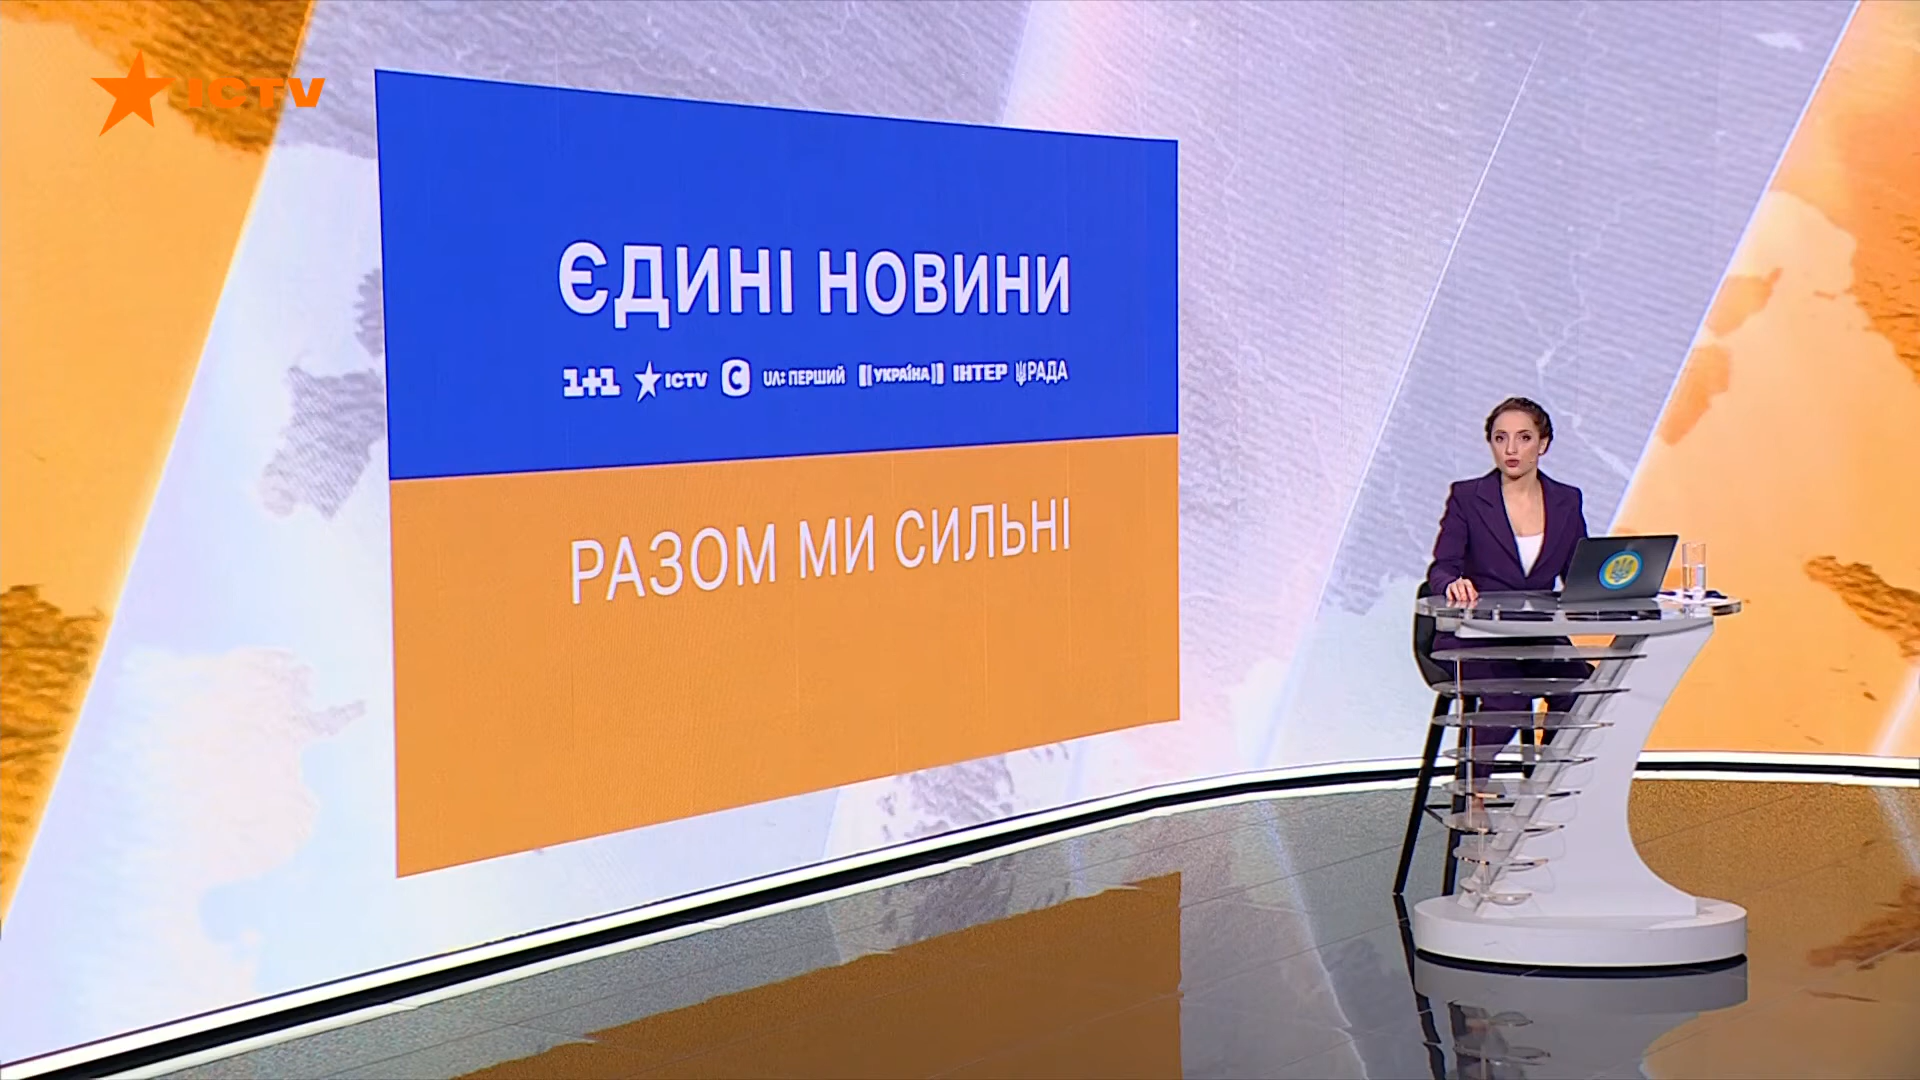 ICTV
ЄДИНІ НОВИНИ
1+1 ICTV С UA: ПЕРШИЙ УКРАЇНА ІНТЕР РАДА
РАЗОМ МИ СИЛЬНІ